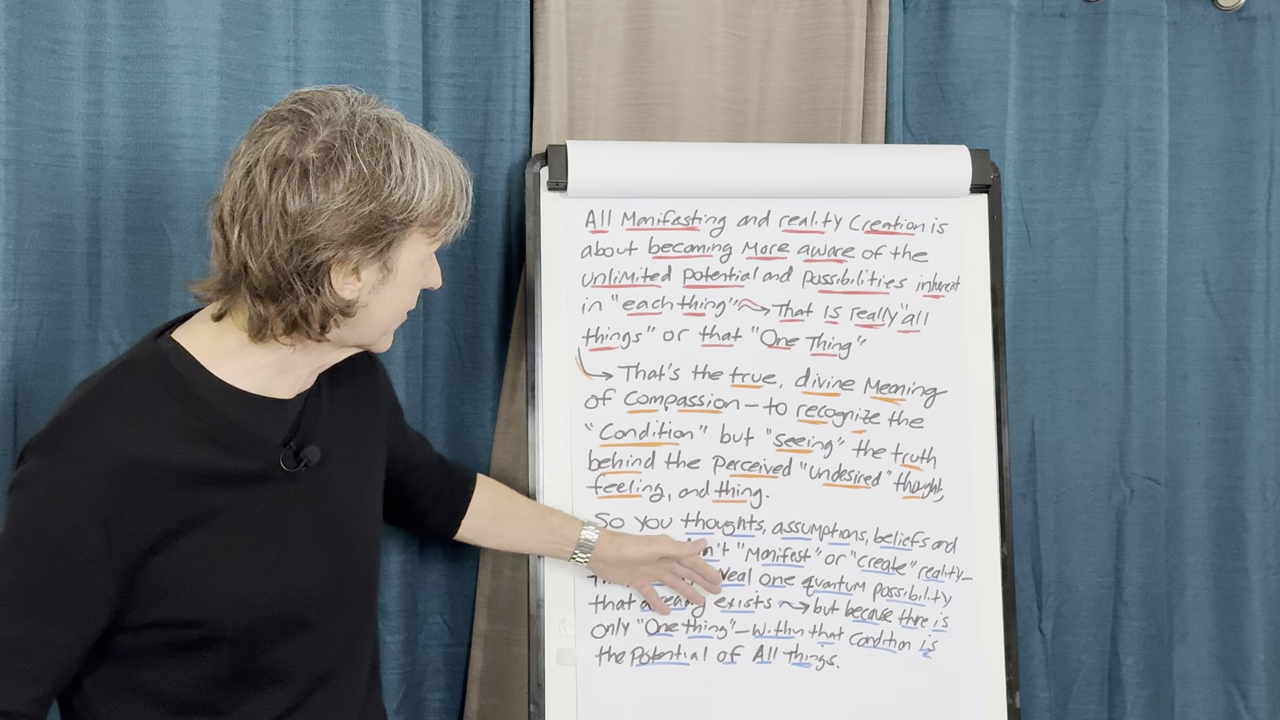 All Manifesting and reality Creation is
about becoming More aware of the
unlimited potential and possibilities inherent
in "each thing" → That is really "all
things" or that "One Thing"
→ That's the true, divine Meaning
of Compassion – to recognize the
"Condition" but "seeing" the truth
behind the perceived "undesired" thought,
feeling, and thing.
So you thoughts, assumptions, beliefs and
"Manifest" or "create" reality –
one quantum possibility
that already exists → but because there is
only "One thing" – within that condition is
the Potential of All Things.